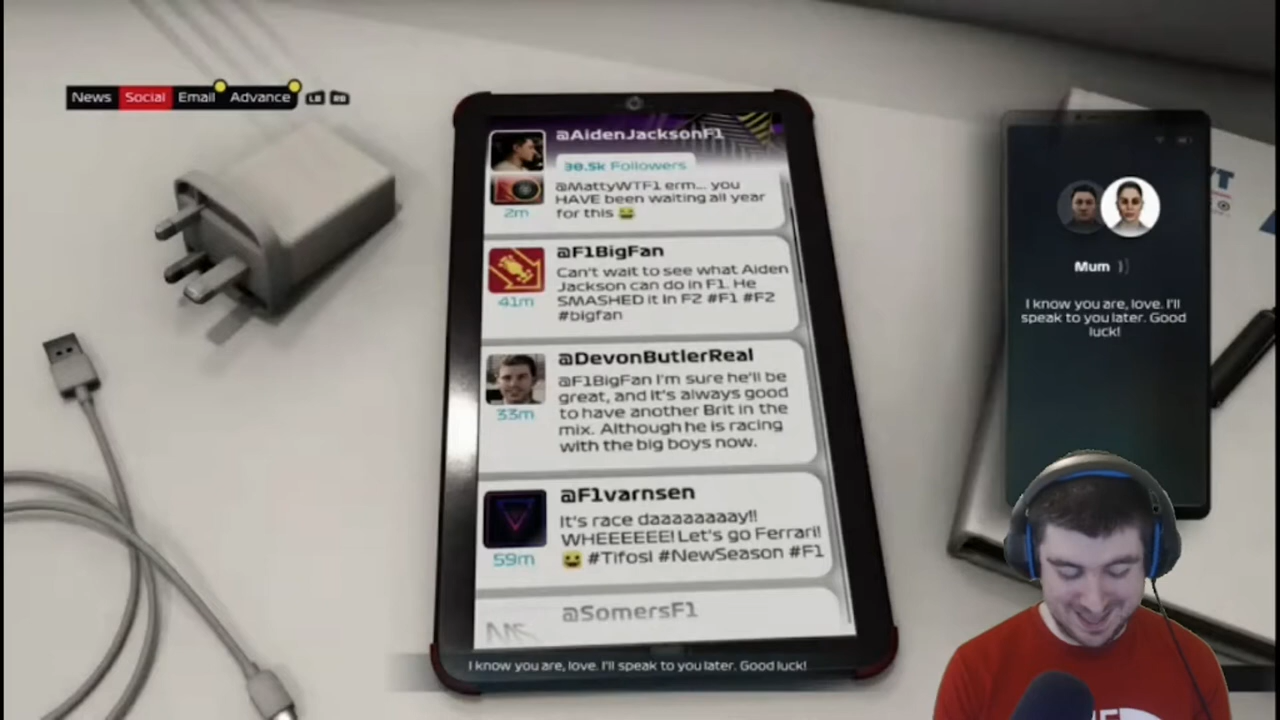 News Social Email Advance LB RB
@AidenJacksonF1
30.5k Followers
@MattyWTF1 erm... you
HAVE been waiting all year
for this
2m
@F1BigFan
Can't wait to see what Aiden
Jackson can do in F1. He
SMASHED it in F2 #F1 #F2
#bigfan
41m
@DevonButlerReal
@F1BigFan I'm sure he'll be
great, and it's always good
to have another Brit in the
mix. Although he is racing
with the big boys now.
33m
@F1varnsen
It's race daaaaaaaay!!
WHEEEEEE! Let's go Ferrari!
#Tifosi #NewSeason #F1
59m
@SomersF1
I know you are, love. I'll speak to you later. Good luck!
Mum
I know you are, love. I'll
speak to you later. Good
luck!